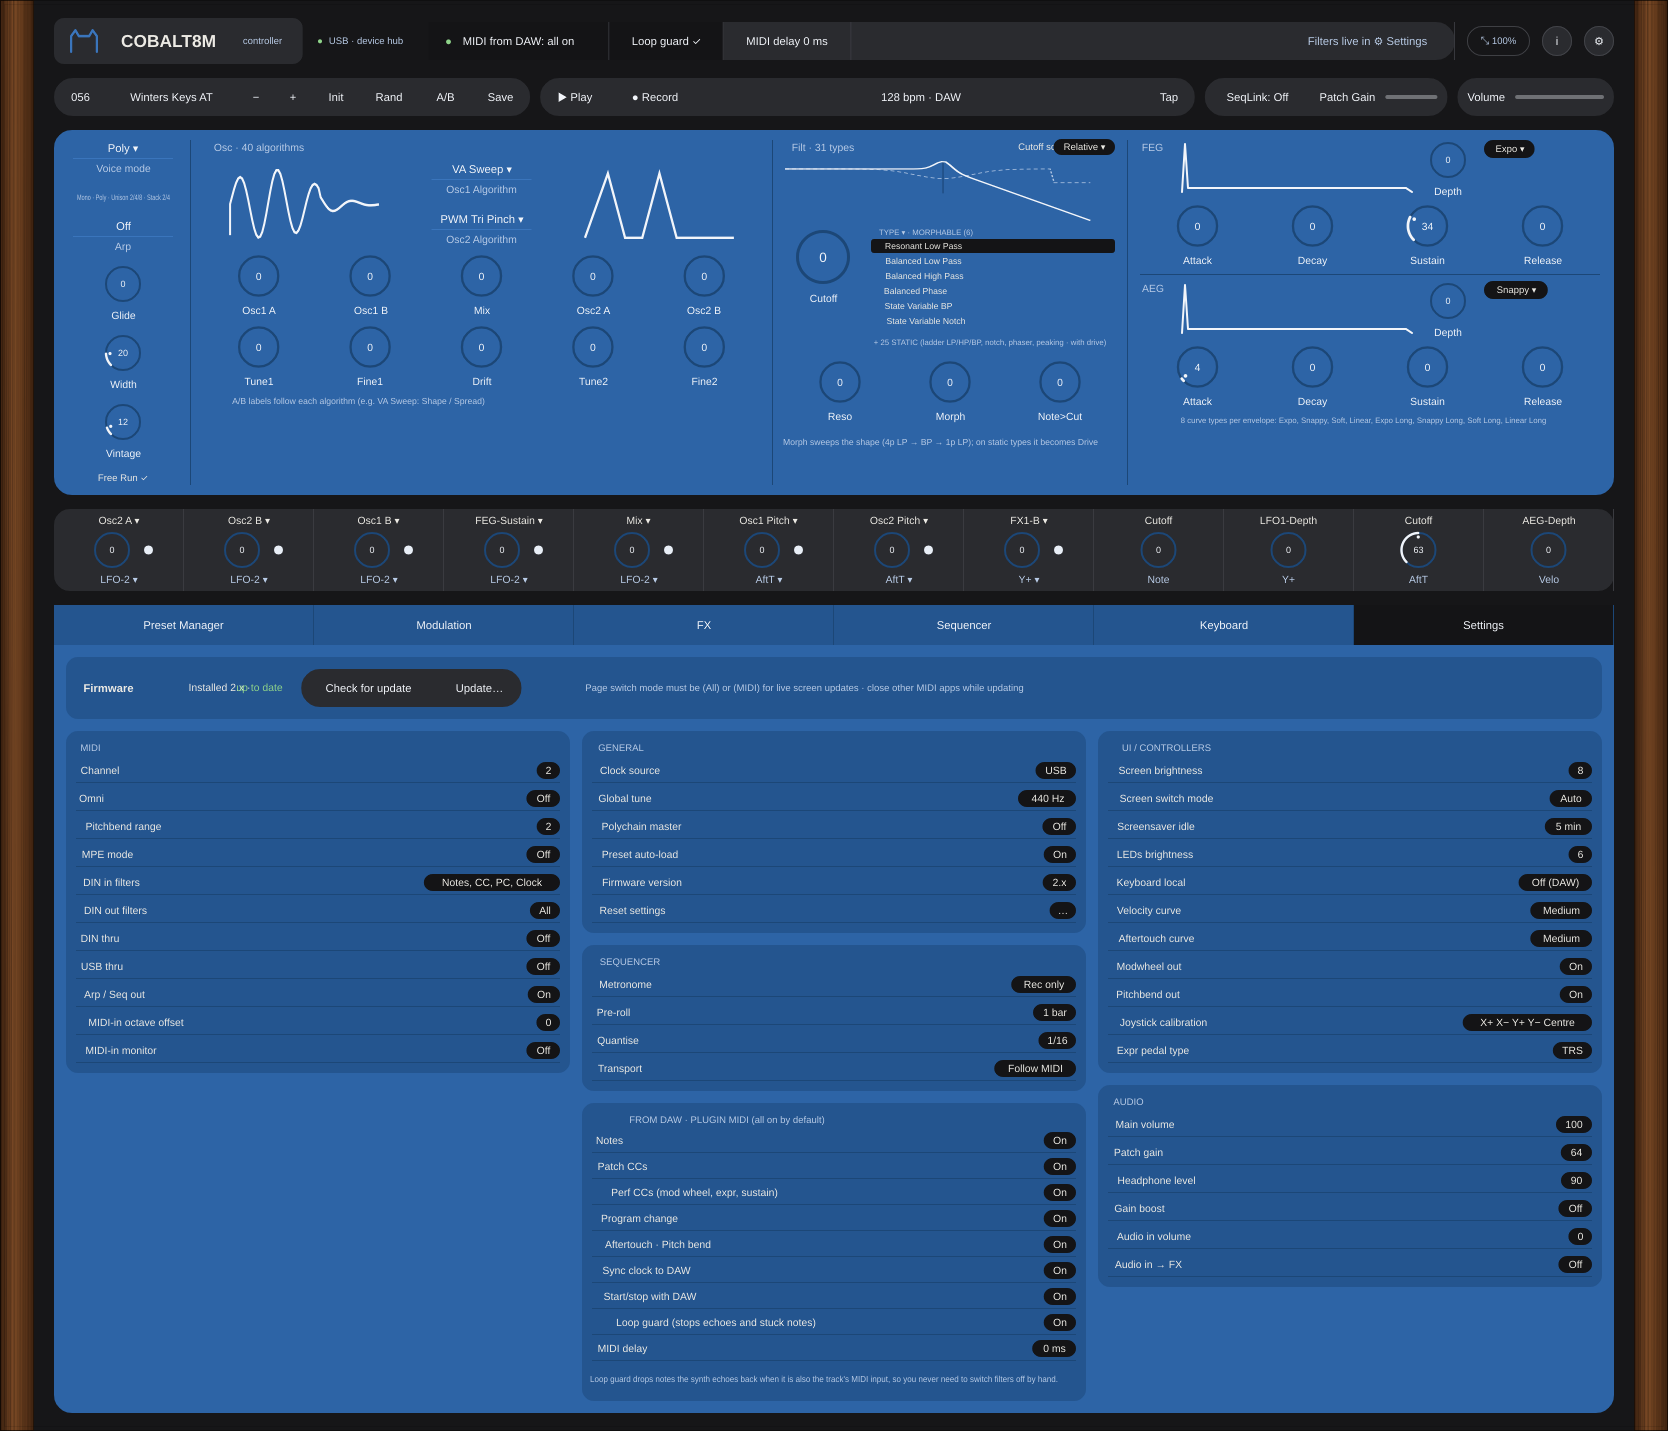 COBALT8M controller ● USB · device hub ● MIDI from DAW: all on Loop guard ✓ MIDI delay 0 ms Filters live in ⚙ Settings ⤡ 100% i ⚙
056 Winters Keys AT − + Init Rand A/B Save ▶ Play ● Record 128 bpm · DAW Tap SeqLink: Off Patch Gain Volume
Poly ▾
Voice mode
Mono · Poly · Unison 2/4/8 · Stack 2/4
Off
Arp
0
Glide
20
Width
12
Vintage
Free Run ✓
Osc · 40 algorithms
VA Sweep ▾
Osc1 Algorithm
PWM Tri Pinch ▾
Osc2 Algorithm
0 0 0 0 0
Osc1 A Osc1 B Mix Osc2 A Osc2 B
0 0 0 0 0
Tune1 Fine1 Drift Tune2 Fine2
A/B labels follow each algorithm (e.g. VA Sweep: Shape / Spread)
Filt · 31 types Cutoff Relative ▾
TYPE ▾ · MORPHABLE (6)
Resonant Low Pass
Balanced Low Pass
Balanced High Pass
Balanced Phase
State Variable BP
State Variable Notch
0
Cutoff
+ 25 STATIC (ladder LP/HP/BP, notch, phaser, peaking · with drive)
0 0 0
Reso Morph Note>Cut
Morph sweeps the shape (4p LP → BP → 1p LP); on static types it becomes Drive
FEG 0 Expo ▾
Depth
0 0 34 0
Attack Decay Sustain Release
AEG 0 Snappy ▾
Depth
4 0 0 0
Attack Decay Sustain Release
8 curve types per envelope: Expo, Snappy, Soft, Linear, Expo Long, Snappy Long, Soft Long, Linear Long
Osc2 A ▾ Osc2 B ▾ Osc1 B ▾ FEG-Sustain ▾ Mix ▾ Osc1 Pitch ▾ Osc2 Pitch ▾ FX1-B ▾ Cutoff LFO1-Depth Cutoff AEG-Depth
0 0 0 0 0 0 0 0 0 0 63 0
LFO-2 ▾ LFO-2 ▾ LFO-2 ▾ LFO-2 ▾ LFO-2 ▾ AftT ▾ AftT ▾ Y+ ▾ Note Y+ AftT Velo
Preset Manager Modulation FX Sequencer Keyboard Settings
Firmware Installed up to date Check for update Update… Page switch mode must be (All) or (MIDI) for live screen updates · close other MIDI apps while updating
MIDI
Channel 2
Omni Off
Pitchbend range 2
MPE mode Off
DIN in filters Notes, CC, PC, Clock
DIN out filters All
DIN thru Off
USB thru Off
Arp / Seq out On
MIDI-in octave offset 0
MIDI-in monitor Off
GENERAL
Clock source USB
Global tune 440 Hz
Polychain master Off
Preset auto-load On
Firmware version 2.x
Reset settings …
SEQUENCER
Metronome Rec only
Pre-roll 1 bar
Quantise 1/16
Transport Follow MIDI
FROM DAW · PLUGIN MIDI (all on by default)
Notes On
Patch CCs On
Perf CCs (mod wheel, expr, sustain) On
Program change On
Aftertouch · Pitch bend On
Sync clock to DAW On
Start/stop with DAW On
Loop guard (stops echoes and stuck notes) On
MIDI delay 0 ms
Loop guard drops notes the synth echoes back when it is also the track's MIDI input, so you never need to switch filters off by hand.
UI / CONTROLLERS
Screen brightness 8
Screen switch mode Auto
Screensaver idle 5 min
LEDs brightness 6
Keyboard local Off (DAW)
Velocity curve Medium
Aftertouch curve Medium
Modwheel out On
Pitchbend out On
Joystick calibration X+ X− Y+ Y− Centre
Expr pedal type TRS
AUDIO
Main volume 100
Patch gain 64
Headphone level 90
Gain boost Off
Audio in volume 0
Audio in → FX Off